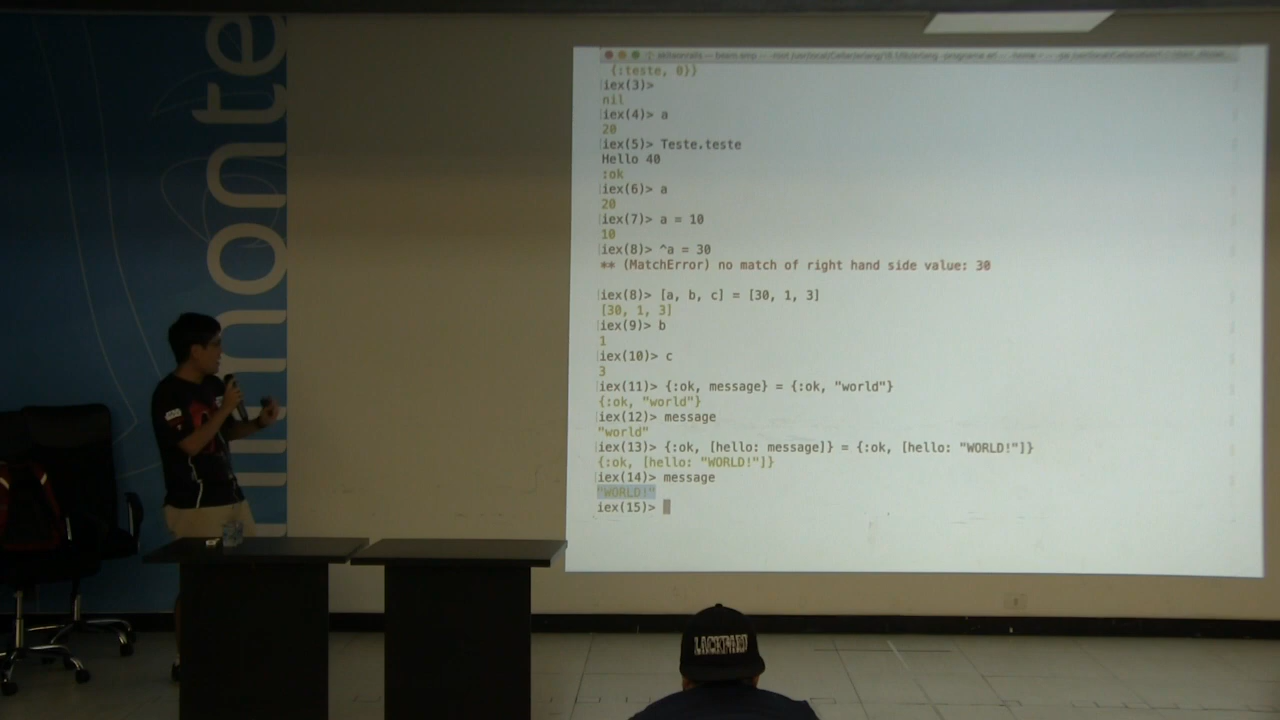 {:teste, 0}}
iex(3)>
nil
iex(4)> a
20
iex(5)> Teste.teste
Hello 40
:ok
iex(6)> a
20
iex(7)> a = 10
10
iex(8)> ^a = 30
** (MatchError) no match of right hand side value: 30
iex(8)> [a, b, c] = [30, 1, 3]
[30, 1, 3]
iex(9)> b
1
iex(10)> c
3
iex(11)> {:ok, message} = {:ok, "world"}
{:ok, "world"}
iex(12)> message
"world"
iex(13)> {:ok, [hello: message]} = {:ok, [hello: "WORLD!"]}
{:ok, [hello: "WORLD!"]}
iex(14)> message
"WORLD!"
iex(15)>